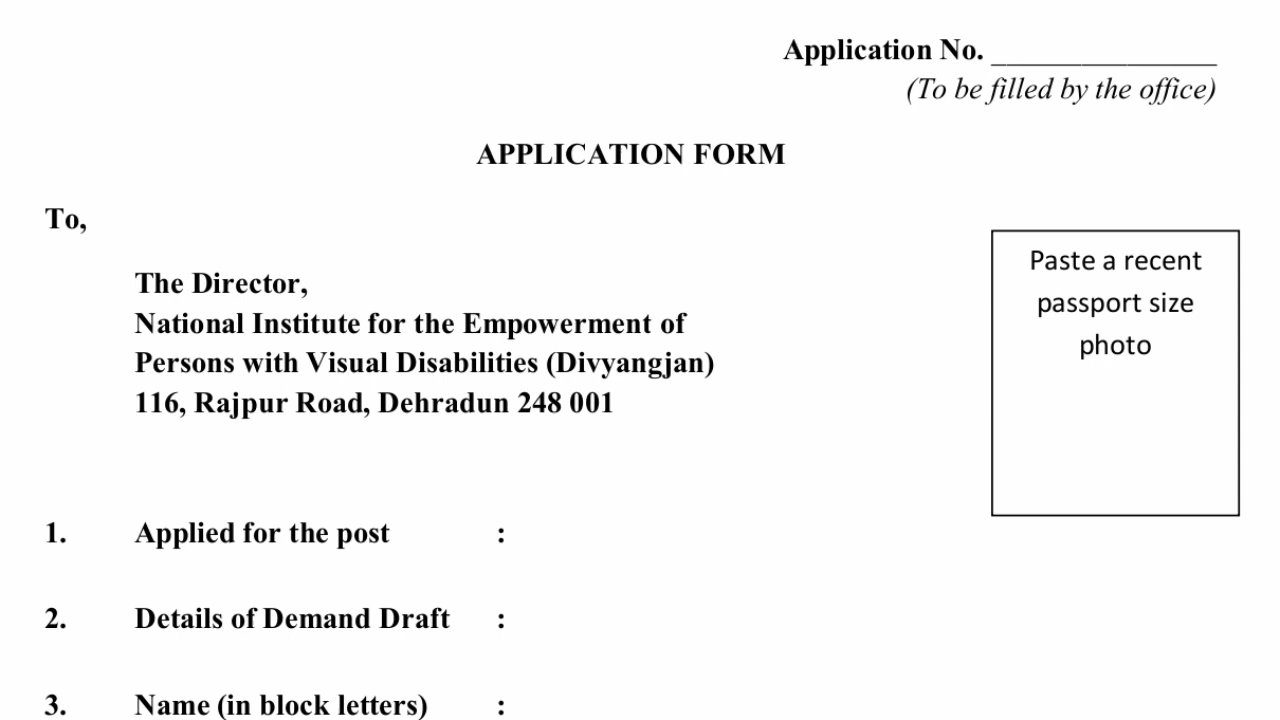 Application No. _______________
(To be filled by the office)
APPLICATION FORM
To,
The Director,
National Institute for the Empowerment of
Persons with Visual Disabilities (Divyangjan)
116, Rajpur Road, Dehradun 248 001
Paste a recent
passport size
photo
1. Applied for the post :
2. Details of Demand Draft :
3. Name (in block letters) :